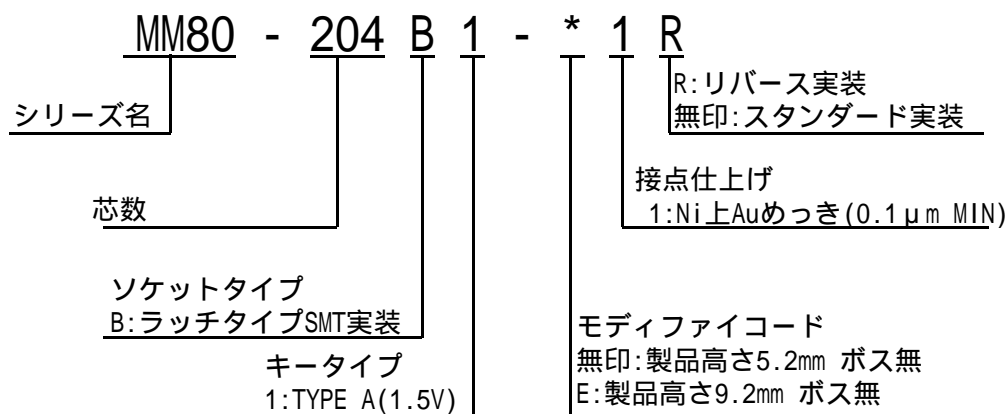 MM80 - 204 B 1 - * 1 R
R:リバース実装
無印:スタンダード実装
シリーズ名
接点仕上げ
1:Ni上Auめっき(0.1μm MIN)
芯数
ソケットタイプ
B:ラッチタイプSMT実装
モディファイコード
無印:製品高さ5.2mm ボス無
E:製品高さ9.2mm ボス無
キータイプ
1:TYPE A(1.5V)